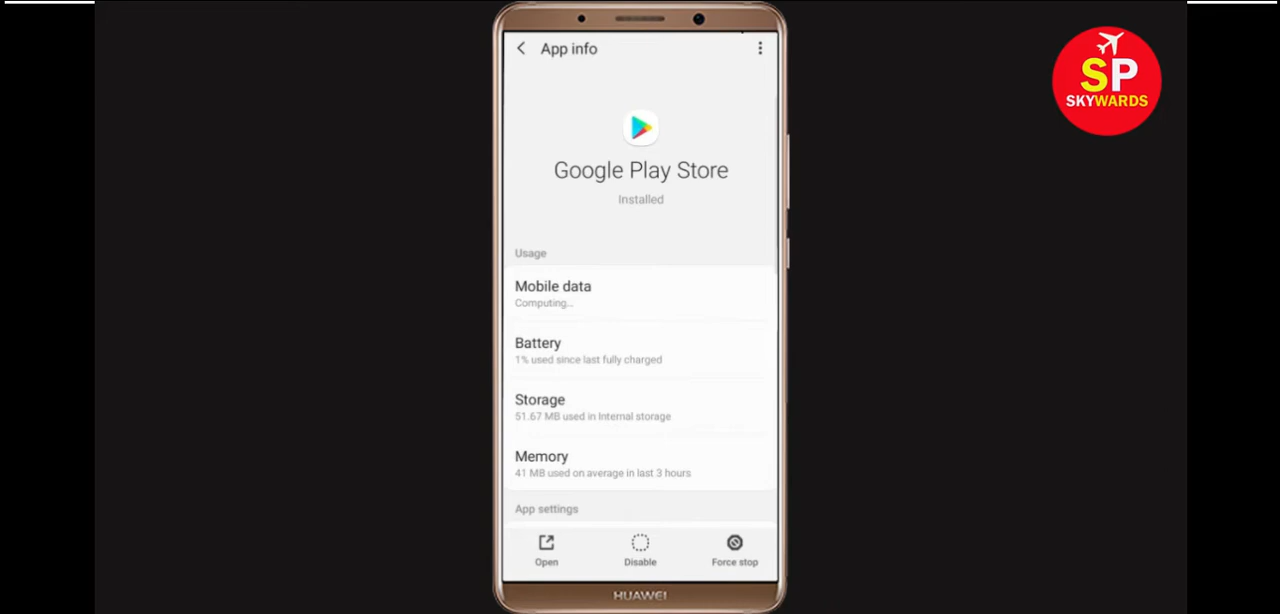 App info
SP
SKYWARDS
Google Play Store
Installed
Usage
Mobile data
Computing...
Battery
1% used since last fully charged
Storage
51.67 MB used in Internal storage
Memory
41 MB used on average in last 3 hours
App settings
Open Disable Force stop
HUAWEI